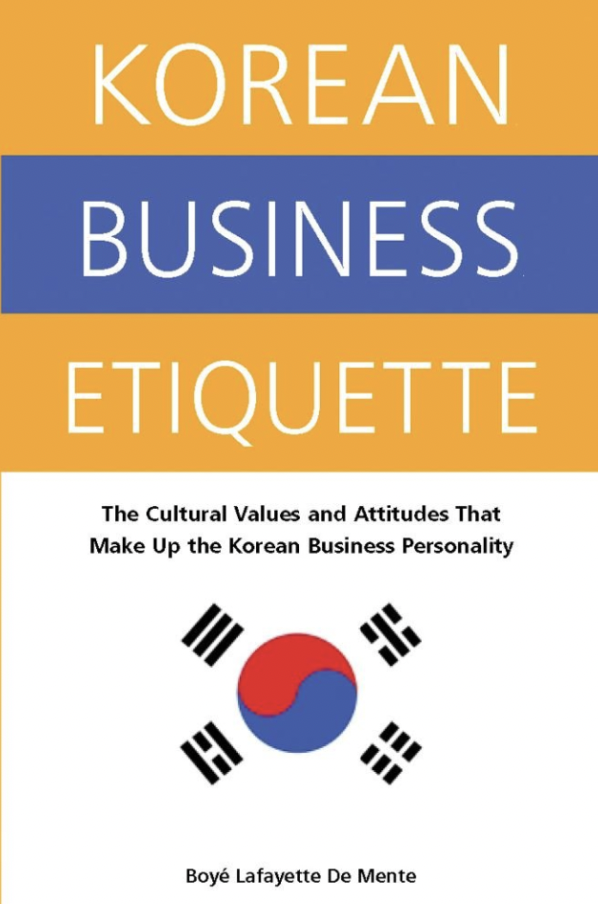 KOREAN
BUSINESS
ETIQUETTE
The Cultural Values and Attitudes That
Make Up the Korean Business Personality
Boyé Lafayette De Mente